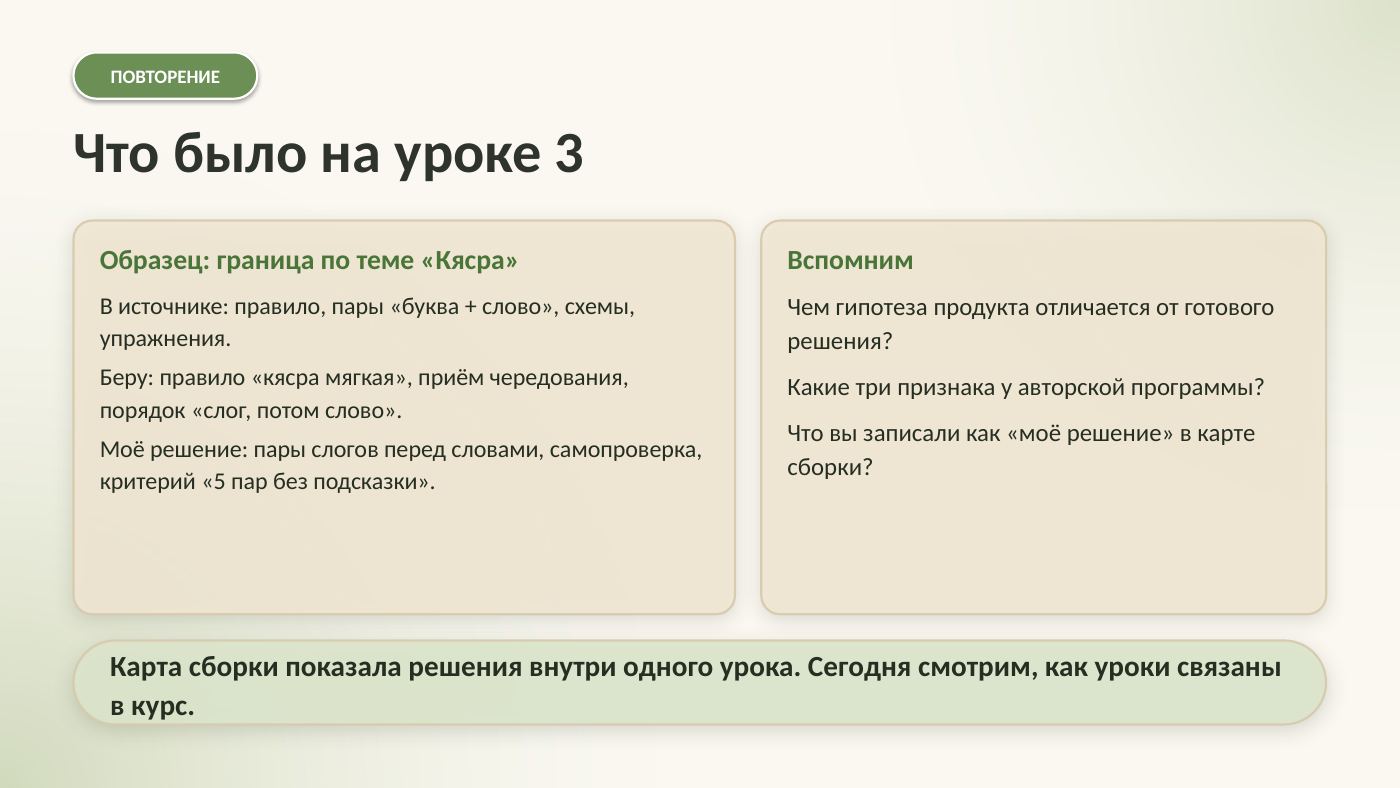 ПОВТОРЕНИЕ
Что было на уроке 3
Образец: граница по теме «Кясра»
В источнике: правило, пары «буква + слово», схемы,
упражнения.
Беру: правило «кясра мягкая», приём чередования,
порядок «слог, потом слово».
Моё решение: пары слогов перед словами, самопроверка,
критерий «5 пар без подсказки».
Вспомним
Чем гипотеза продукта отличается от готового
решения?
Какие три признака у авторской программы?
Что вы записали как «моё решение» в карте
сборки?
Карта сборки показала решения внутри одного урока. Сегодня смотрим, как уроки связаны
в курс.